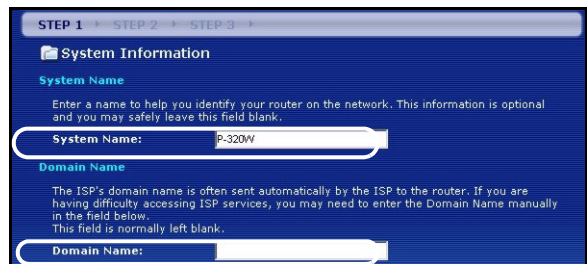 STEP 1 STEP 2 STEP 3
System Information
System Name
Enter a name to help you identify your router on the network. This information is optional
and you may safely leave this field blank.
System Name: P-320W
Domain Name
The ISP's domain name is often sent automatically by the ISP to the router. If you are
having difficulty accessing ISP services, you may need to enter the Domain Name manually
in the field below.
This field is normally left blank.
Domain Name: